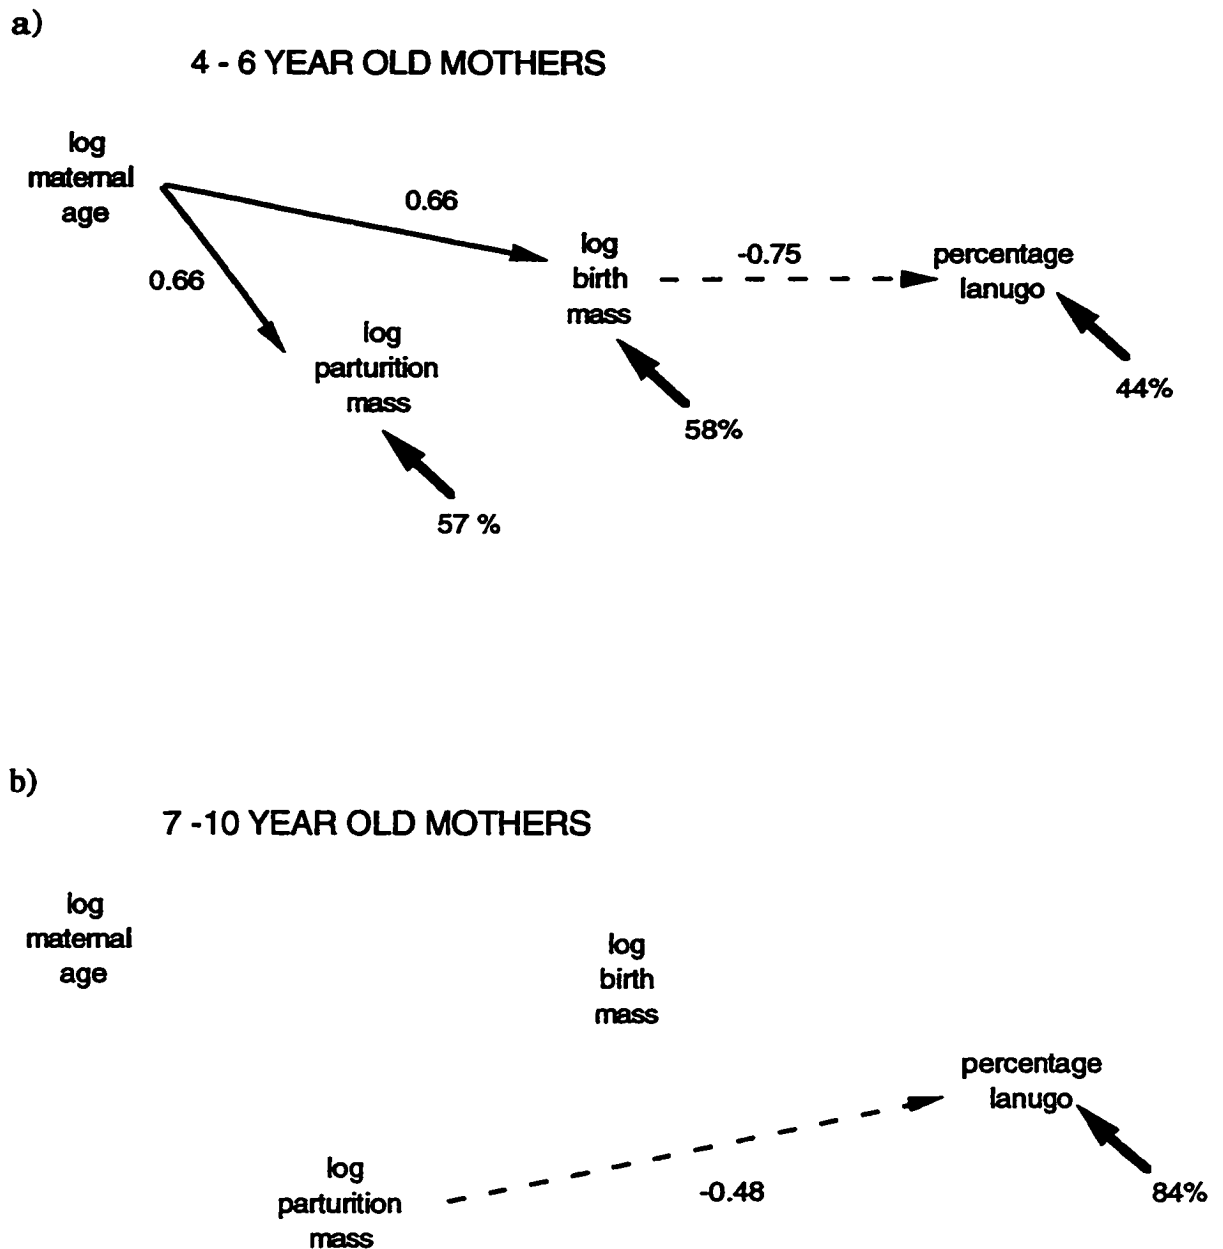 a)
4 - 6 YEAR OLD MOTHERS
log
maternal
age
0.66
0.66
log
birth
mass
-0.75
percentage
lanugo
log
parturition
mass
44%
58%
57 %
b)
7 -10 YEAR OLD MOTHERS
log
maternal
age
log
birth
mass
percentage
lanugo
log
parturition
mass
-0.48
84%